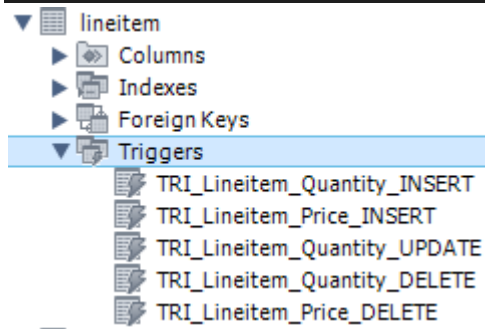 lineitem
Columns
Indexes
Foreign Keys
Triggers
TRI_Lineitem_Quantity_INSERT
TRI_Lineitem_Price_INSERT
TRI_Lineitem_Quantity_UPDATE
TRI_Lineitem_Quantity_DELETE
TRI_Lineitem_Price_DELETE